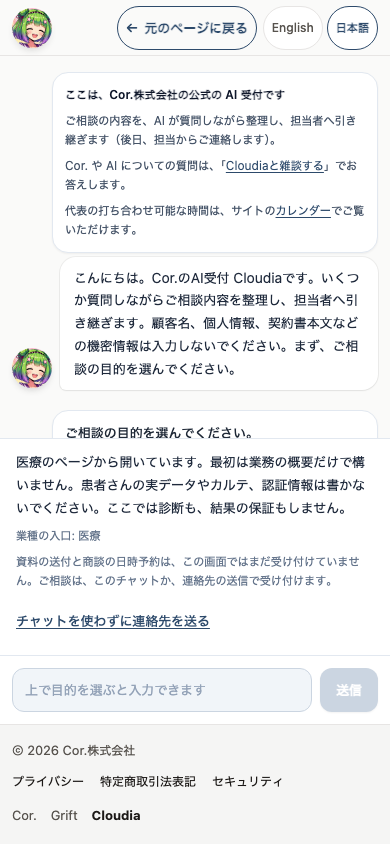 ← 元のページに戻る
English
日本語
ここは、Cor.株式会社の公式の AI 受付です
ご相談の内容を、AI が質問しながら整理し、担当者へ引き
継ぎます（後日、担当からご連絡します）。
Cor. や AI についての質問は、「Cloudiaと雑談する」でお
答えします。
代表の打ち合わせ可能な時間は、サイトのカレンダーでご覧
いただけます。
こんにちは。Cor.のAI受付 Cloudiaです。いくつ
か質問しながらご相談内容を整理し、担当者へ引
き継ぎます。顧客名、個人情報、契約書本文など
の機密情報は入力しないでください。まず、ご相
談の目的を選んでください。
ご相談の目的を選んでください。
医療のページから開いています。最初は業務の概要だけで構
いません。患者さんの実データやカルテ、認証情報は書かな
いでください。ここでは診断も、結果の保証もしません。
業種の入口: 医療
資料の送付と商談の日時予約は、この画面ではまだ受け付けていませ
ん。ご相談は、このチャットか、連絡先の送信で受け付けます。
チャットを使わずに連絡先を送る
上で目的を選ぶと入力できます
送信
© 2026 Cor.株式会社
プライバシー 特定商取引法表記 セキュリティ
Cor. Grift Cloudia